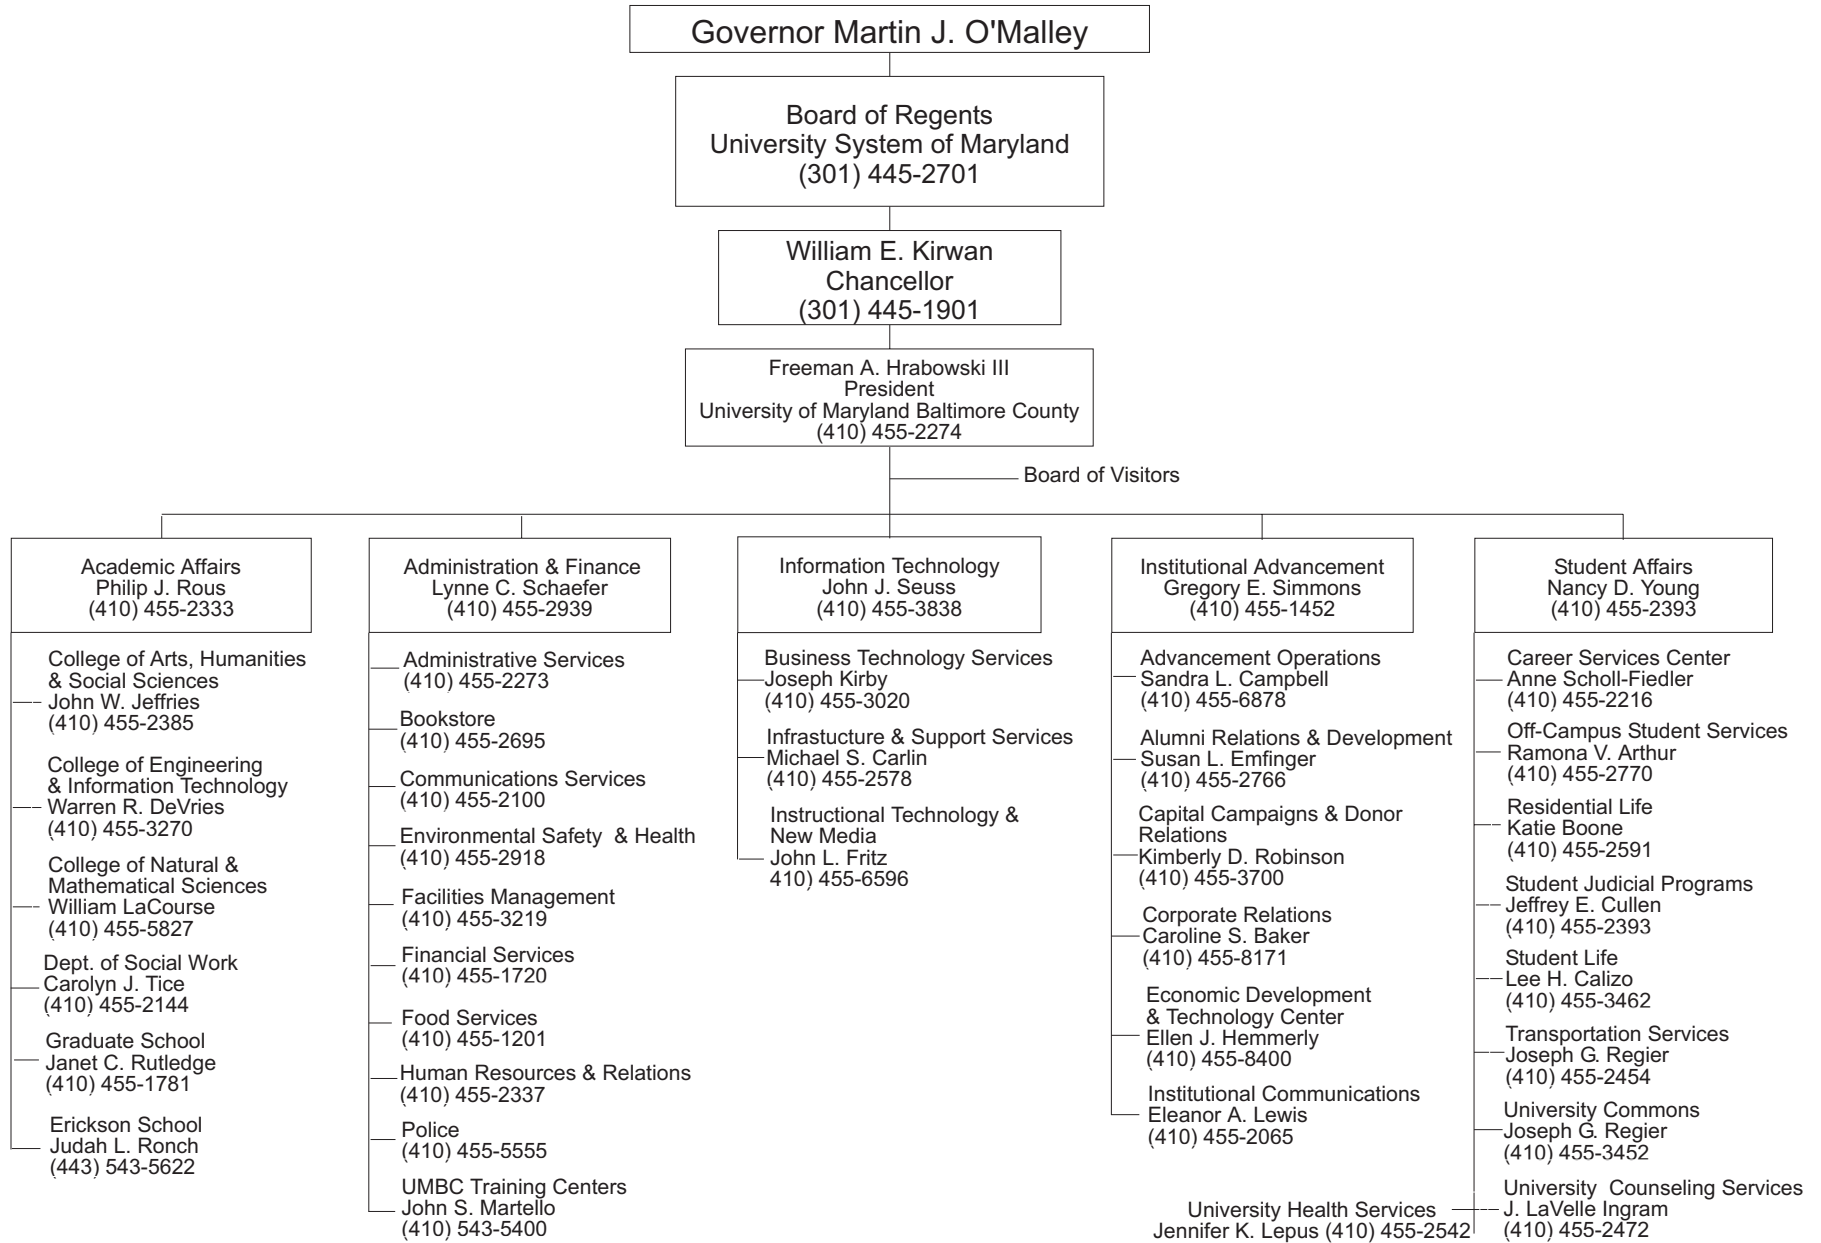 Governor Martin J. O'Malley
Board of Regents
University System of Maryland
(301) 445-2701
William E. Kirwan
Chancellor
(301) 445-1901
Freeman A. Hrabowski III
President
University of Maryland Baltimore County
(410) 455-2274
Board of Visitors
Academic Affairs
Philip J. Rous
(410) 455-2333
College of Arts, Humanities
& Social Sciences
John W. Jeffries
(410) 455-2385
College of Engineering
& Information Technology
Warren R. DeVries
(410) 455-3270
College of Natural &
Mathematical Sciences
William LaCourse
(410) 455-5827
Dept. of Social Work
Carolyn J. Tice
(410) 455-2144
Graduate School
Janet C. Rutledge
(410) 455-1781
Erickson School
Judah L. Ronch
(443) 543-5622
Administration & Finance
Lynne C. Schaefer
(410) 455-2939
Administrative Services
(410) 455-2273
Bookstore
(410) 455-2695
Communications Services
(410) 455-2100
Environmental Safety  & Health
(410) 455-2918
Facilities Management
(410) 455-3219
Financial Services
(410) 455-1720
Food Services
(410) 455-1201
Human Resources & Relations
(410) 455-2337
Police
(410) 455-5555
UMBC Training Centers
John S. Martello
(410) 543-5400
Information Technology
John J. Seuss
(410) 455-3838
Business Technology Services
Joseph Kirby
(410) 455-3020
Infrastucture & Support Services
Michael S. Carlin
(410) 455-2578
Instructional Technology &
New Media
John L. Fritz
410) 455-6596
Institutional Advancement
Gregory E. Simmons
(410) 455-1452
Advancement Operations
Sandra L. Campbell
(410) 455-6878
Alumni Relations & Development
Susan L. Emfinger
(410) 455-2766
Capital Campaigns & Donor
Relations
Kimberly D. Robinson
(410) 455-3700
Corporate Relations
Caroline S. Baker
(410) 455-8171
Economic Development
& Technology Center
Ellen J. Hemmerly
(410) 455-8400
Institutional Communications
Eleanor A. Lewis
(410) 455-2065
Student Affairs
Nancy D. Young
(410) 455-2393
Career Services Center
Anne Scholl-Fiedler
(410) 455-2216
Off-Campus Student Services
Ramona V. Arthur
(410) 455-2770
Residential Life
Katie Boone
(410) 455-2591
Student Judicial Programs
Jeffrey E. Cullen
(410) 455-2393
Student Life
Lee H. Calizo
(410) 455-3462
Transportation Services
Joseph G. Regier
(410) 455-2454
University Commons
Joseph G. Regier
(410) 455-3452
University  Counseling Services
J. LaVelle Ingram
(410) 455-2472
University Health Services
Jennifer K. Lepus (410) 455-2542